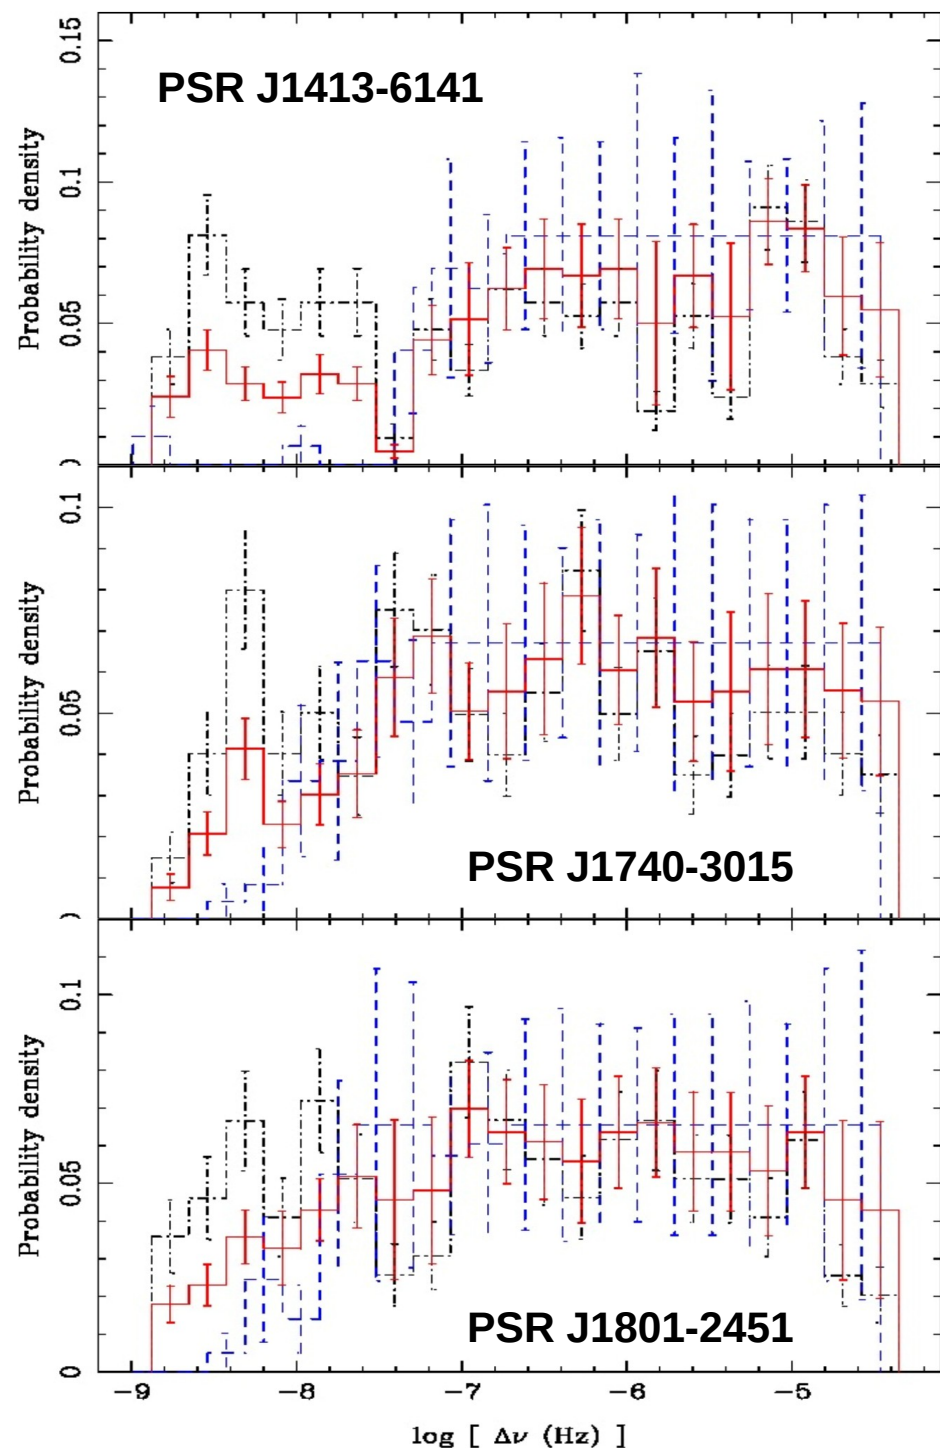 0.15
PSR J1413-6141
0.1
Probability density
0.05
0.1
Probability density
0.05
PSR J1740-3015
0
0.1
Probability density
0.05
PSR J1801-2451
0
−9 −8 −7 −6 −5
log [ Δν (Hz) ]